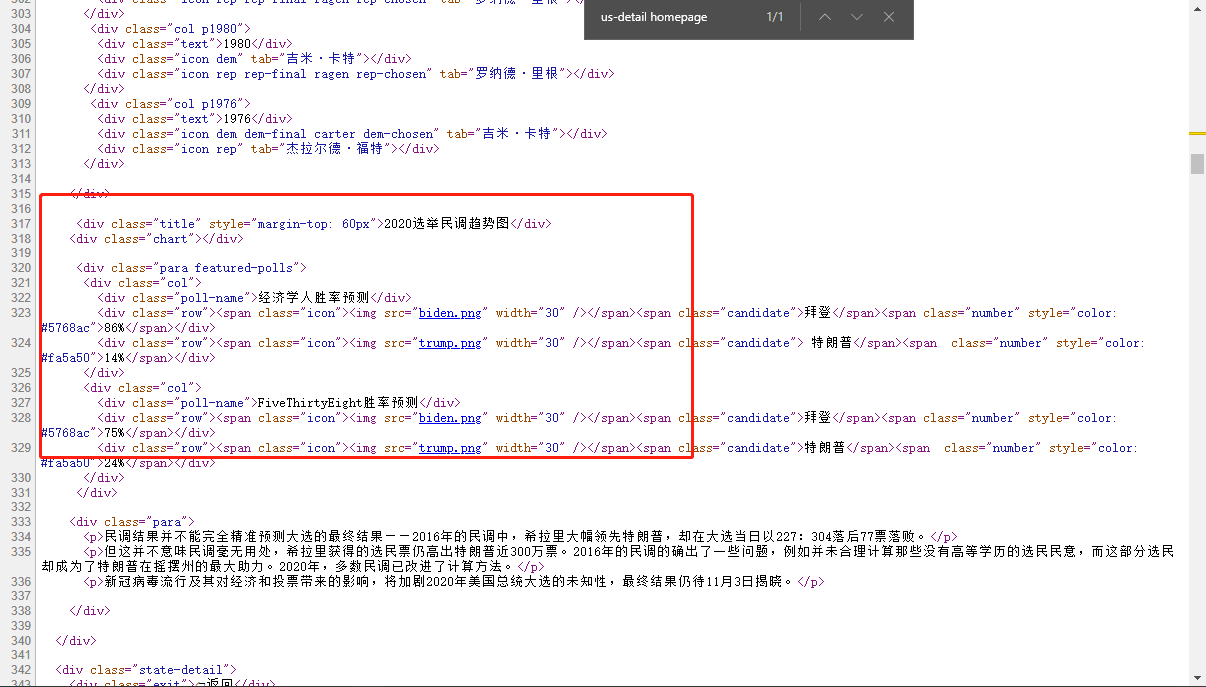 us-detail homepage 1/1
303 </div>
304 <div class="col p1980">
305 <div class="text">1980</div>
306 <div class="icon dem" tab="吉米·卡特"></div>
307 <div class="icon rep rep-final ragen rep-chosen" tab="罗纳德·里根"></div>
308 </div>
309 <div class="col p1976">
310 <div class="text">1976</div>
311 <div class="icon dem dem-final carter dem-chosen" tab="吉米·卡特"></div>
312 <div class="icon rep" tab="杰拉尔德·福特"></div>
313 </div>
314
315 </div>
316
317 <div class="title" style="margin-top: 60px">2020选举民调趋势图</div>
318 <div class="chart"></div>
319
320 <div class="para featured-polls">
321 <div class="col">
322 <div class="poll-name">经济学人胜率预测</div>
323 <div class="row"><span class="icon"><img src="biden.png" width="30" /></span><span class="candidate">拜登</span><span class="number" style="color:
#5768ac">86%</span></div>
324 <div class="row"><span class="icon"><img src="trump.png" width="30" /></span><span class="candidate"> 特朗普</span><span  class="number" style="color:
#fa5a50">14%</span></div>
325 </div>
326 <div class="col">
327 <div class="poll-name">FiveThirtyEight胜率预测</div>
328 <div class="row"><span class="icon"><img src="biden.png" width="30" /></span><span class="candidate">拜登</span><span class="number" style="color:
#5768ac">75%</span></div>
329 <div class="row"><span class="icon"><img src="trump.png" width="30" /></span><span class="candidate">特朗普</span><span  class="number" style="color:
#fa5a50">24%</span></div>
330 </div>
331 </div>
332
333 <div class="para">
334 <p>民调结果并不能完全精准预测大选的最终结果——2016年的民调中，希拉里大幅领先特朗普，却在大选当日以227：304落后77票落败。</p>
335 <p>但这并不意味民调毫无用处，希拉里获得的选民票仍高出特朗普近300万票。2016年的民调的确出了一些问题，例如并未合理计算那些没有高等学历的选民民意，而这部分选民
却成为了特朗普在摇摆州的最大助力。2020年，多数民调已改进了计算方法。</p>
336 <p>新冠病毒流行及其对经济和投票带来的影响，将加剧2020年美国总统大选的未知性，最终结果仍待11月3日揭晓。</p>
337
338 </div>
339
340 </div>
341
342 <div class="state-detail">
343 <div class="exit">⇦返回</div>